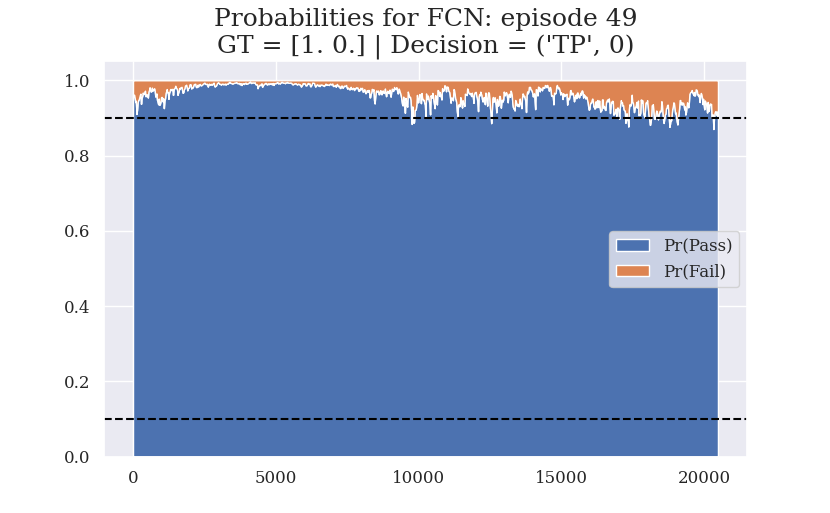 Probabilities for FCN: episode 49
GT = [1. 0.] | Decision = ('TP', 0)
1.0
0.8
0.6
0.4
0.2
0.0
Pr(Pass)
Pr(Fail)
0
5000
10000
15000
20000